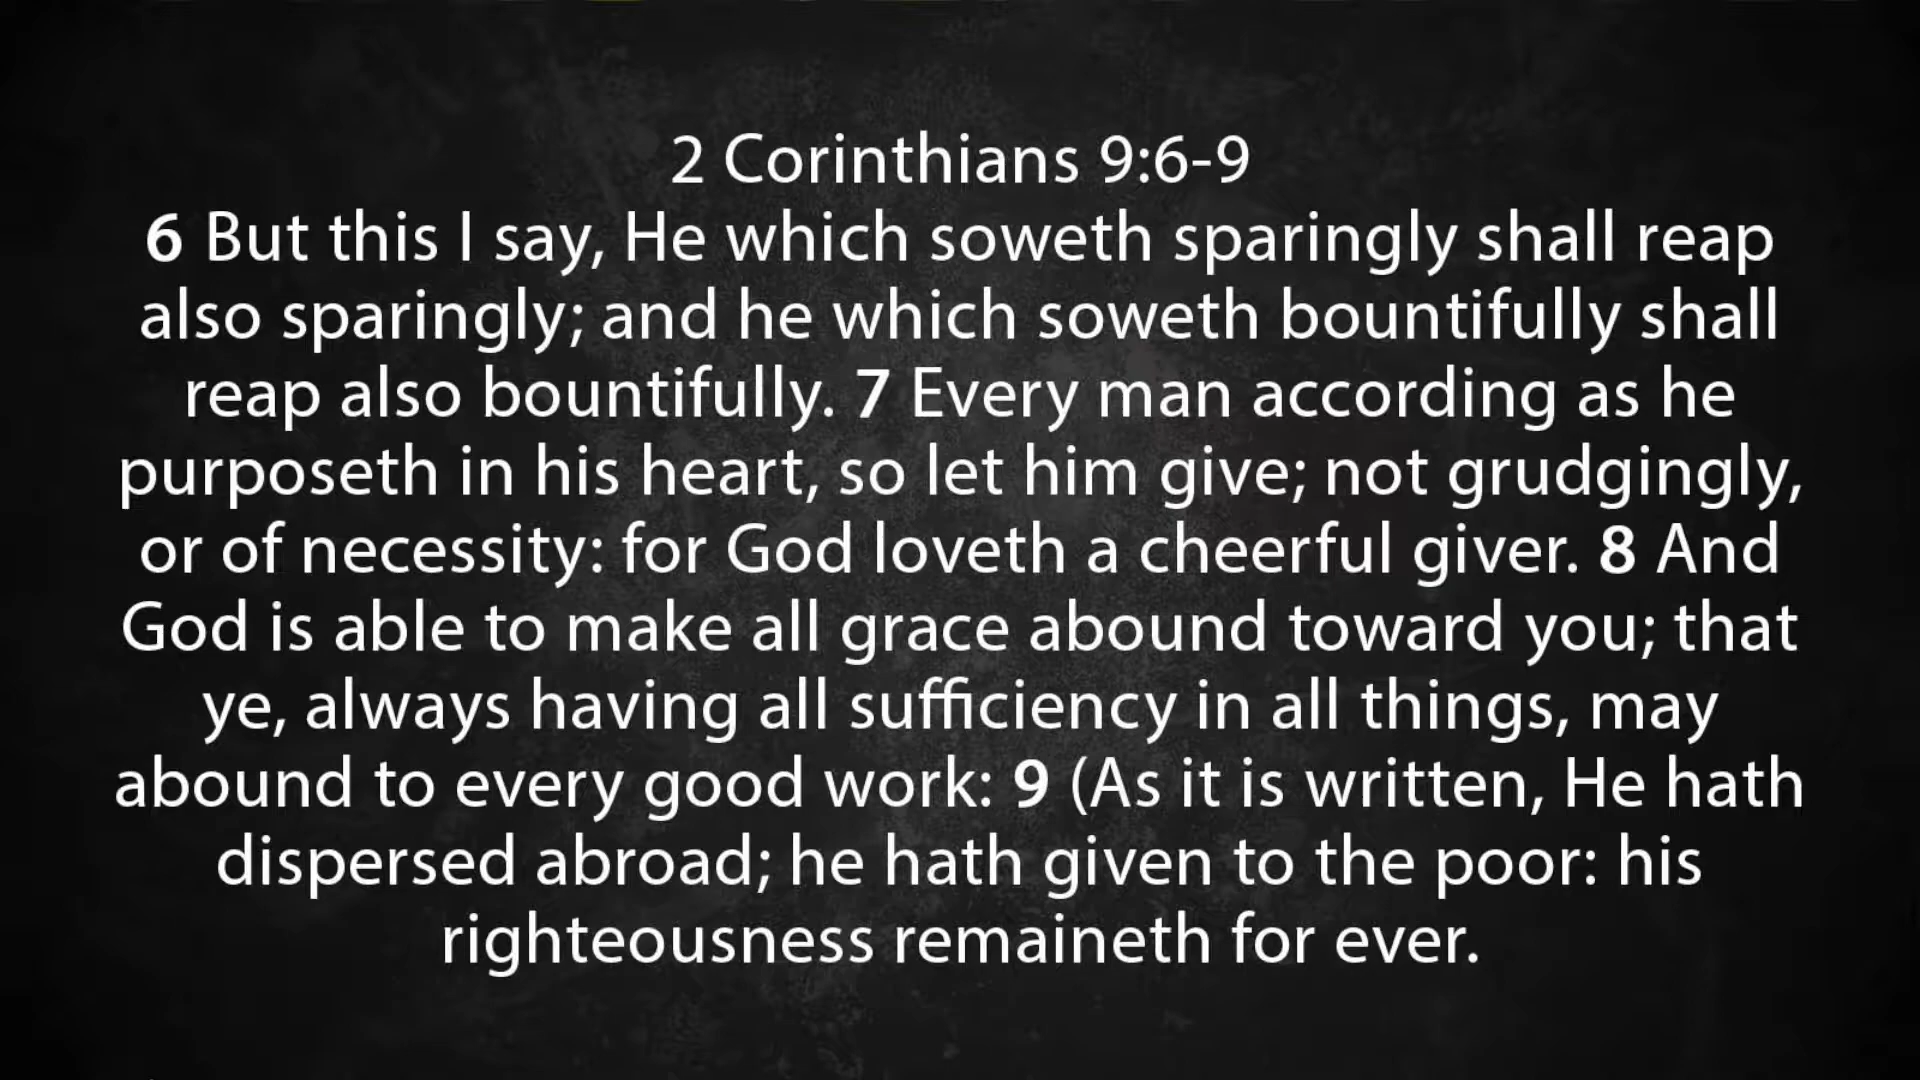 2 Corinthians 9:6-9
6 But this I say, He which soweth sparingly shall reap
also sparingly; and he which soweth bountifully shall
reap also bountifully. 7 Every man according as he
purposeth in his heart, so let him give; not grudgingly,
or of necessity: for God loveth a cheerful giver. 8 And
God is able to make all grace abound toward you; that
ye, always having all sufficiency in all things, may
abound to every good work: 9 (As it is written, He hath
dispersed abroad; he hath given to the poor: his
righteousness remaineth for ever.